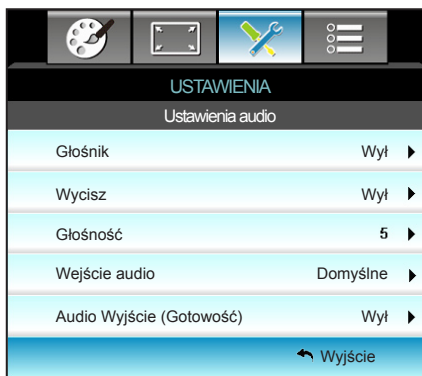 USTAWIENIA
Ustawienia audio
Głośnik Wył
Wycisz Wył
Głośność 5
Wejście audio Domyślne
Audio Wyjście (Gotowość) Wył
Wyjście